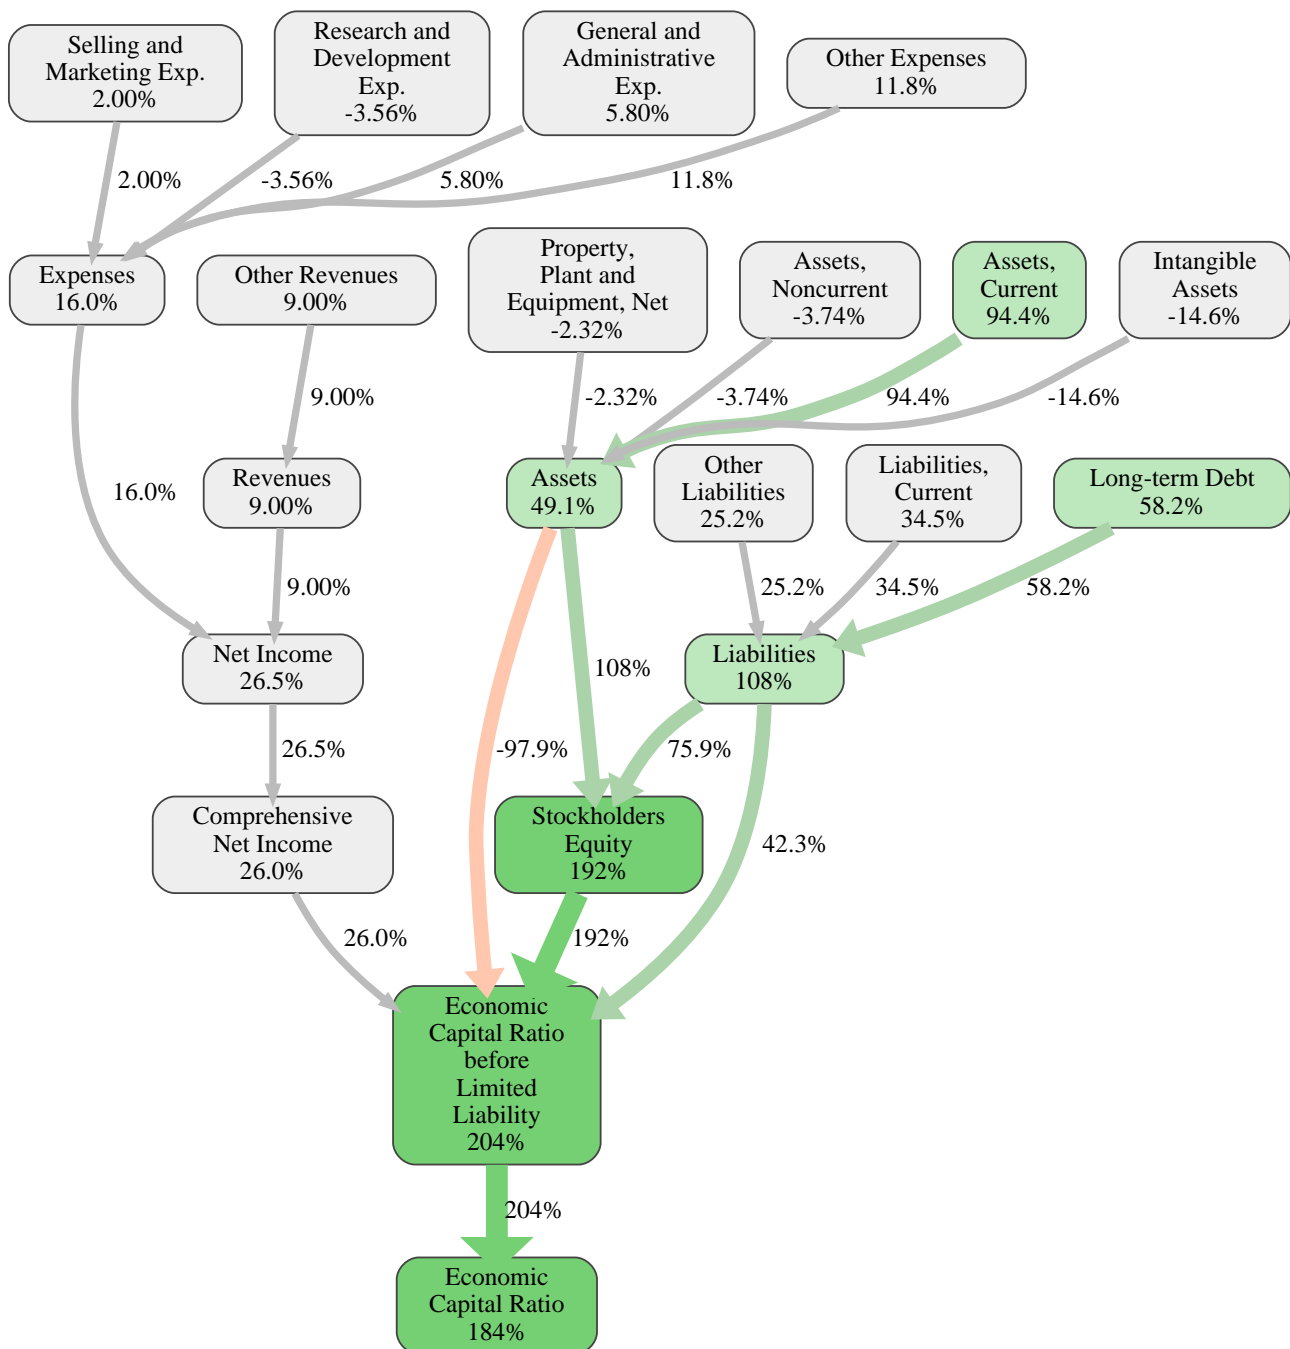 Selling and
Marketing Exp.
2.00%
Research and
Development
Exp.
-3.56%
General and
Administrative
Exp.
5.80%
Other Expenses
11.8%
2.00%
-3.56%
5.80%
11.8%
Expenses
16.0%
Other Revenues
9.00%
Property,
Plant and
Equipment, Net
-2.32%
Assets,
Noncurrent
-3.74%
Assets,
Current
94.4%
Intangible
Assets
-14.6%
9.00%
-2.32%
-3.74%
94.4%
-14.6%
16.0%
Revenues
9.00%
Assets
49.1%
Other
Liabilities
25.2%
Liabilities,
Current
34.5%
Long-term Debt
58.2%
9.00%
25.2%
34.5%
58.2%
Net Income
26.5%
108%
Liabilities
108%
26.5%
-97.9%
75.9%
Comprehensive
Net Income
26.0%
Stockholders
Equity
192%
42.3%
26.0%
192%
Economic
Capital Ratio
before
Limited
Liability
204%
204%
Economic
Capital Ratio
184%